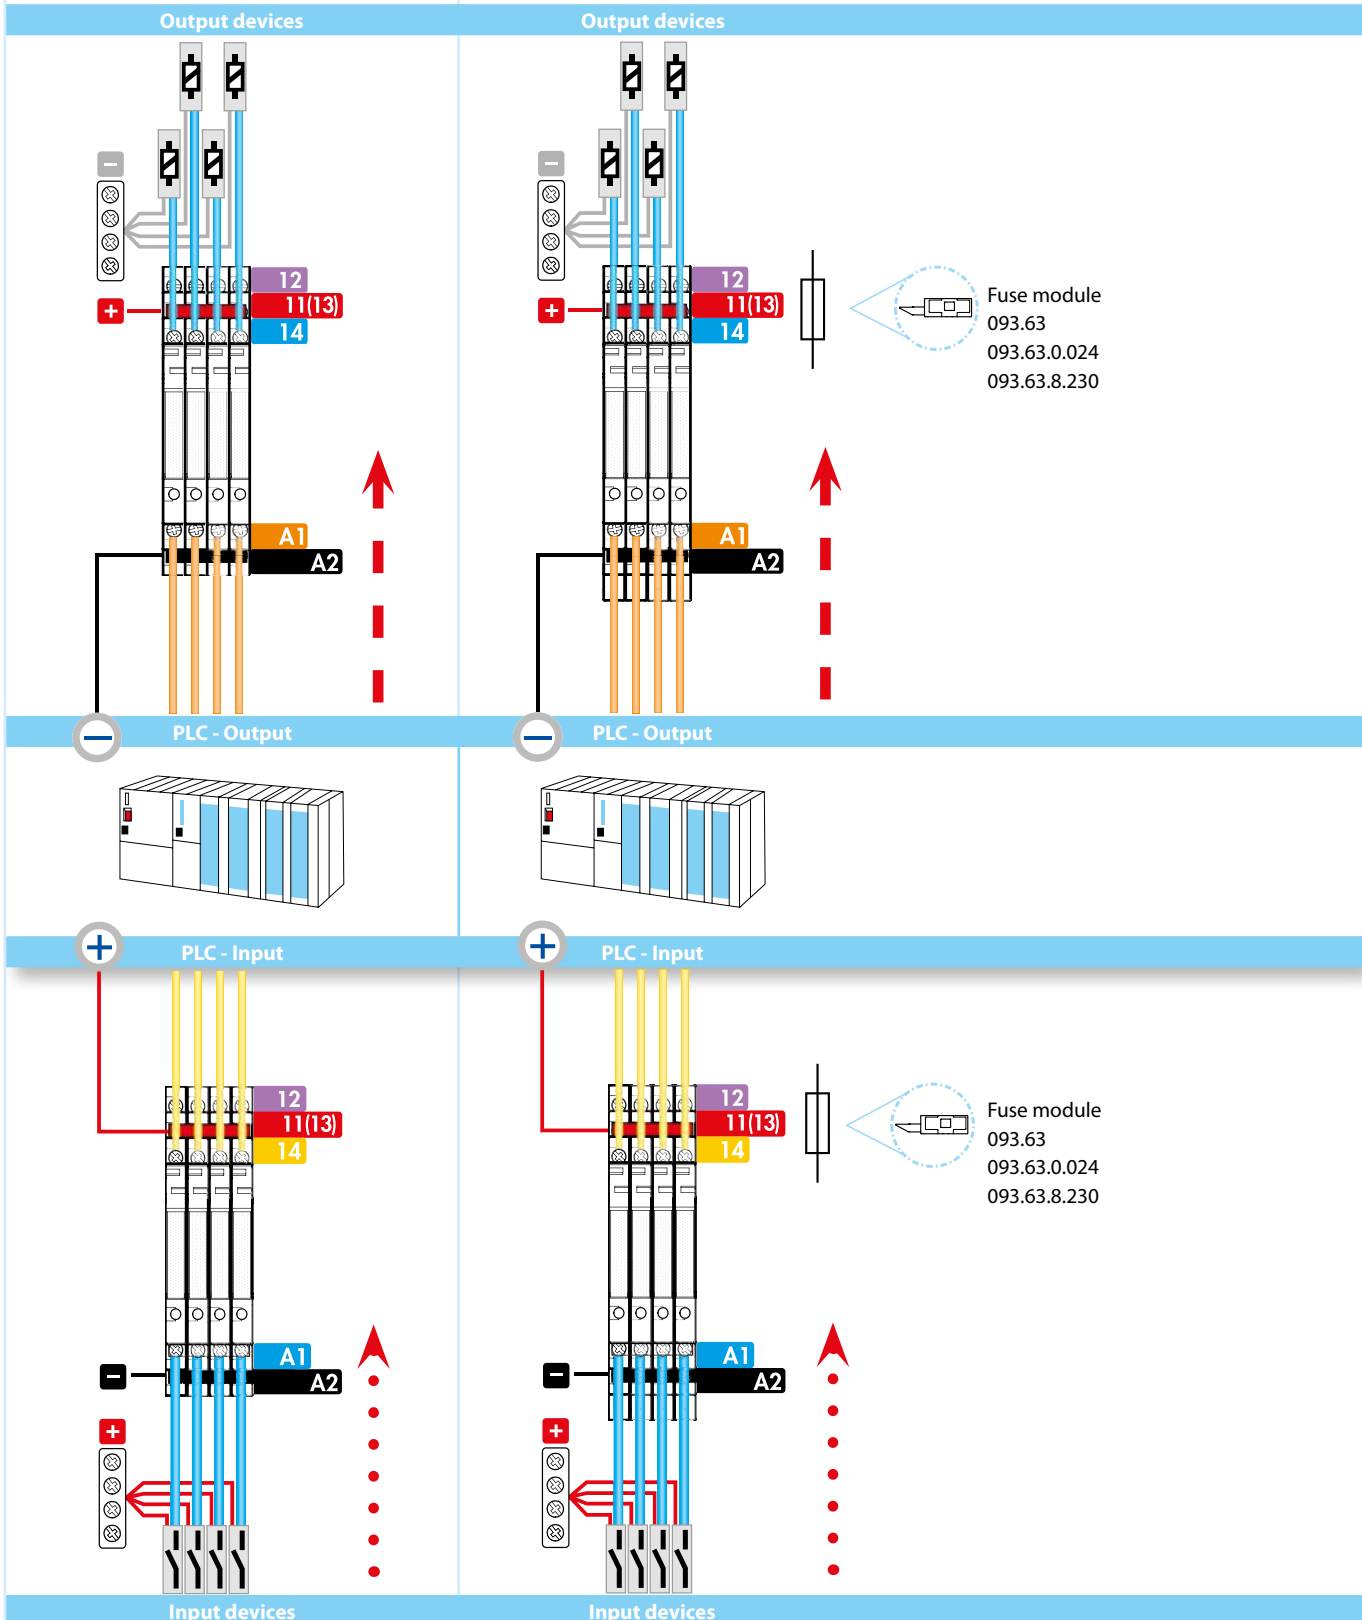 Output devices
Output devices
−
12
+
11(13)
14
A1
A2
−
12
+
11(13)
14
A1
A2
Fuse module
093.63
093.63.0.024
093.63.8.230
−
PLC - Output
−
PLC - Output
+
PLC - Input
+
PLC - Input
12
11(13)
14
A1
−
A2
+
12
11(13)
14
A1
−
A2
+
Fuse module
093.63
093.63.0.024
093.63.8.230
Input devices
Input devices